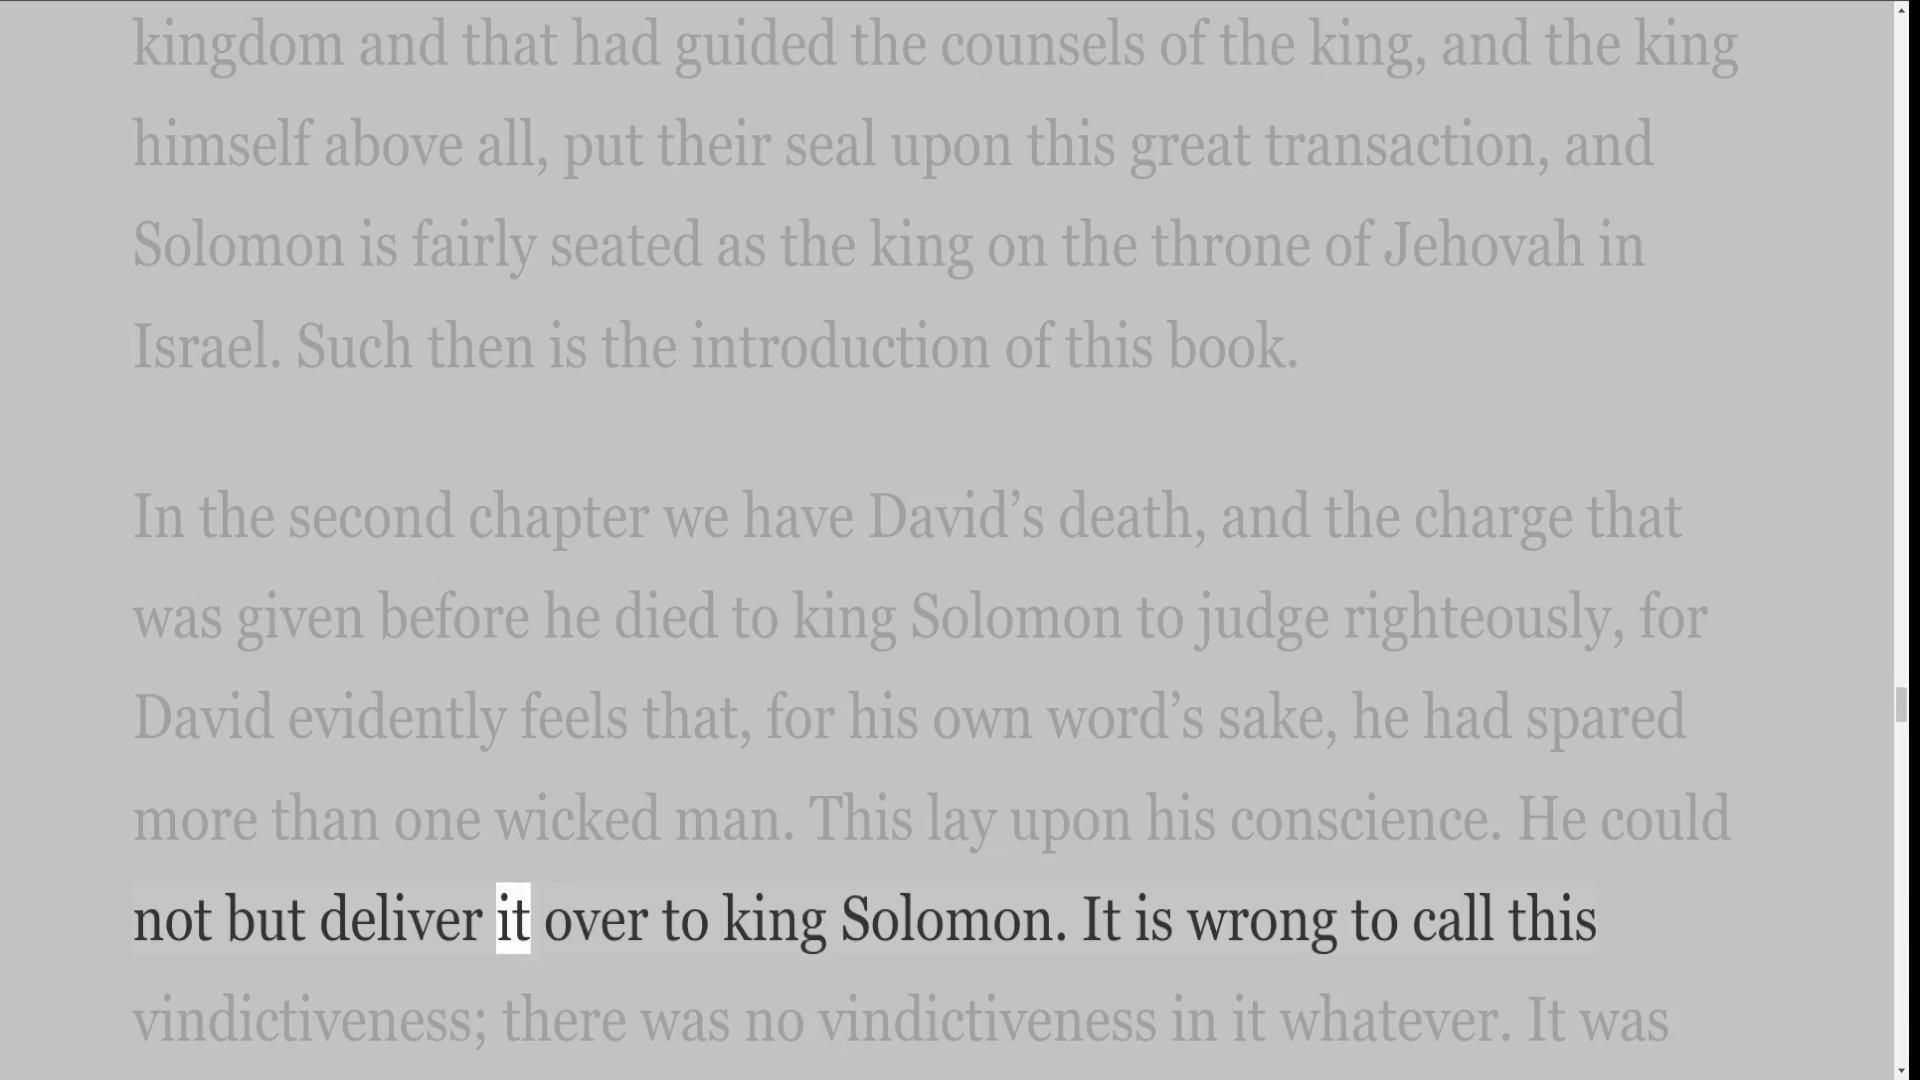 kingdom and that had guided the counsels of the king, and the king
himself above all, put their seal upon this great transaction, and
Solomon is fairly seated as the king on the throne of Jehovah in
Israel. Such then is the introduction of this book.
In the second chapter we have David’s death, and the charge that
was given before he died to king Solomon to judge righteously, for
David evidently feels that, for his own word’s sake, he had spared
more than one wicked man. This lay upon his conscience. He could
not but deliver it over to king Solomon. It is wrong to call this
vindictiveness; there was no vindictiveness in it whatever. It was